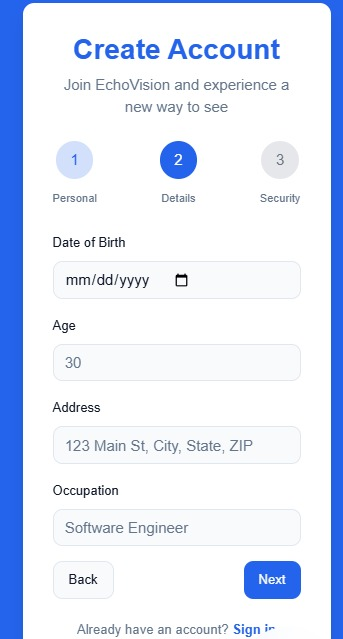 Create Account
Join EchoVision and experience a
new way to see
1 2 3
Personal Details Security
Date of Birth
mm/dd/yyyy
Age
30
Address
123 Main St, City, State, ZIP
Occupation
Software Engineer
Back Next
Already have an account? Sign in